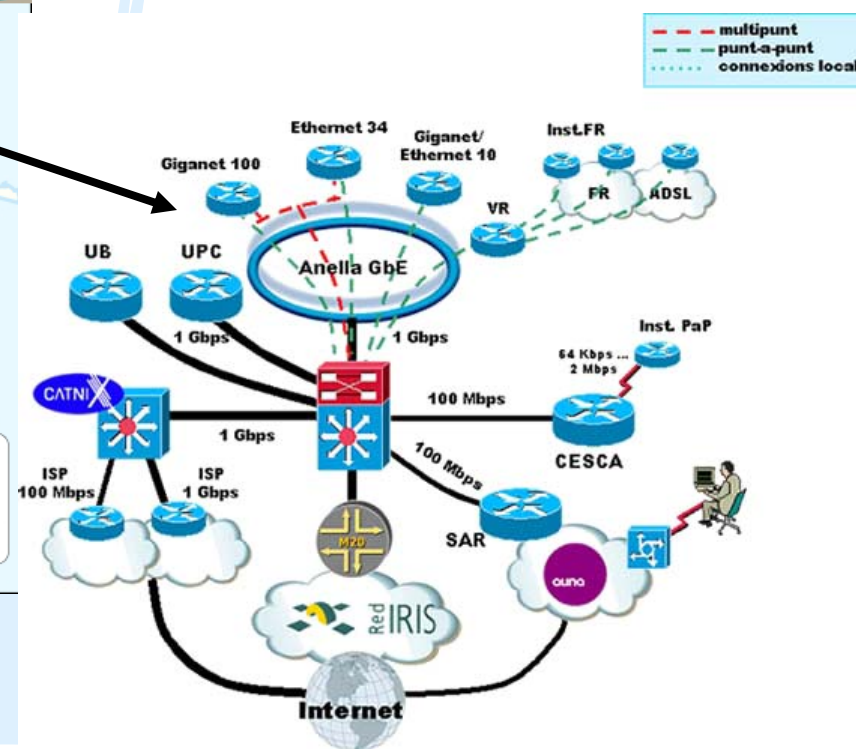 multipunt
punt-a-punt
connexions local
Ethernet 34
Giganet 100
Giganet/
Ethernet 10
Inst.FR
FR
ADSL
VR
UB
UPC
Anella GbE
1 Gbps
1 Gbps
Inst. PaP
64 Kbps ...
2 Mbps
CATNIX
100 Mbps
1 Gbps
CESCA
100 Mbps
ISP
100 Mbps
ISP
1 Gbps
SAR
M20
auna
Red IRIS
Internet